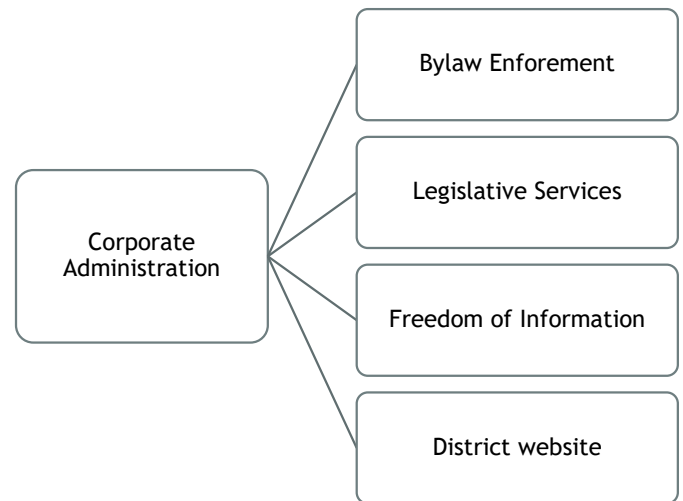 Corporate
Administration
Bylaw Enforement
Legislative Services
Freedom of Information
District website